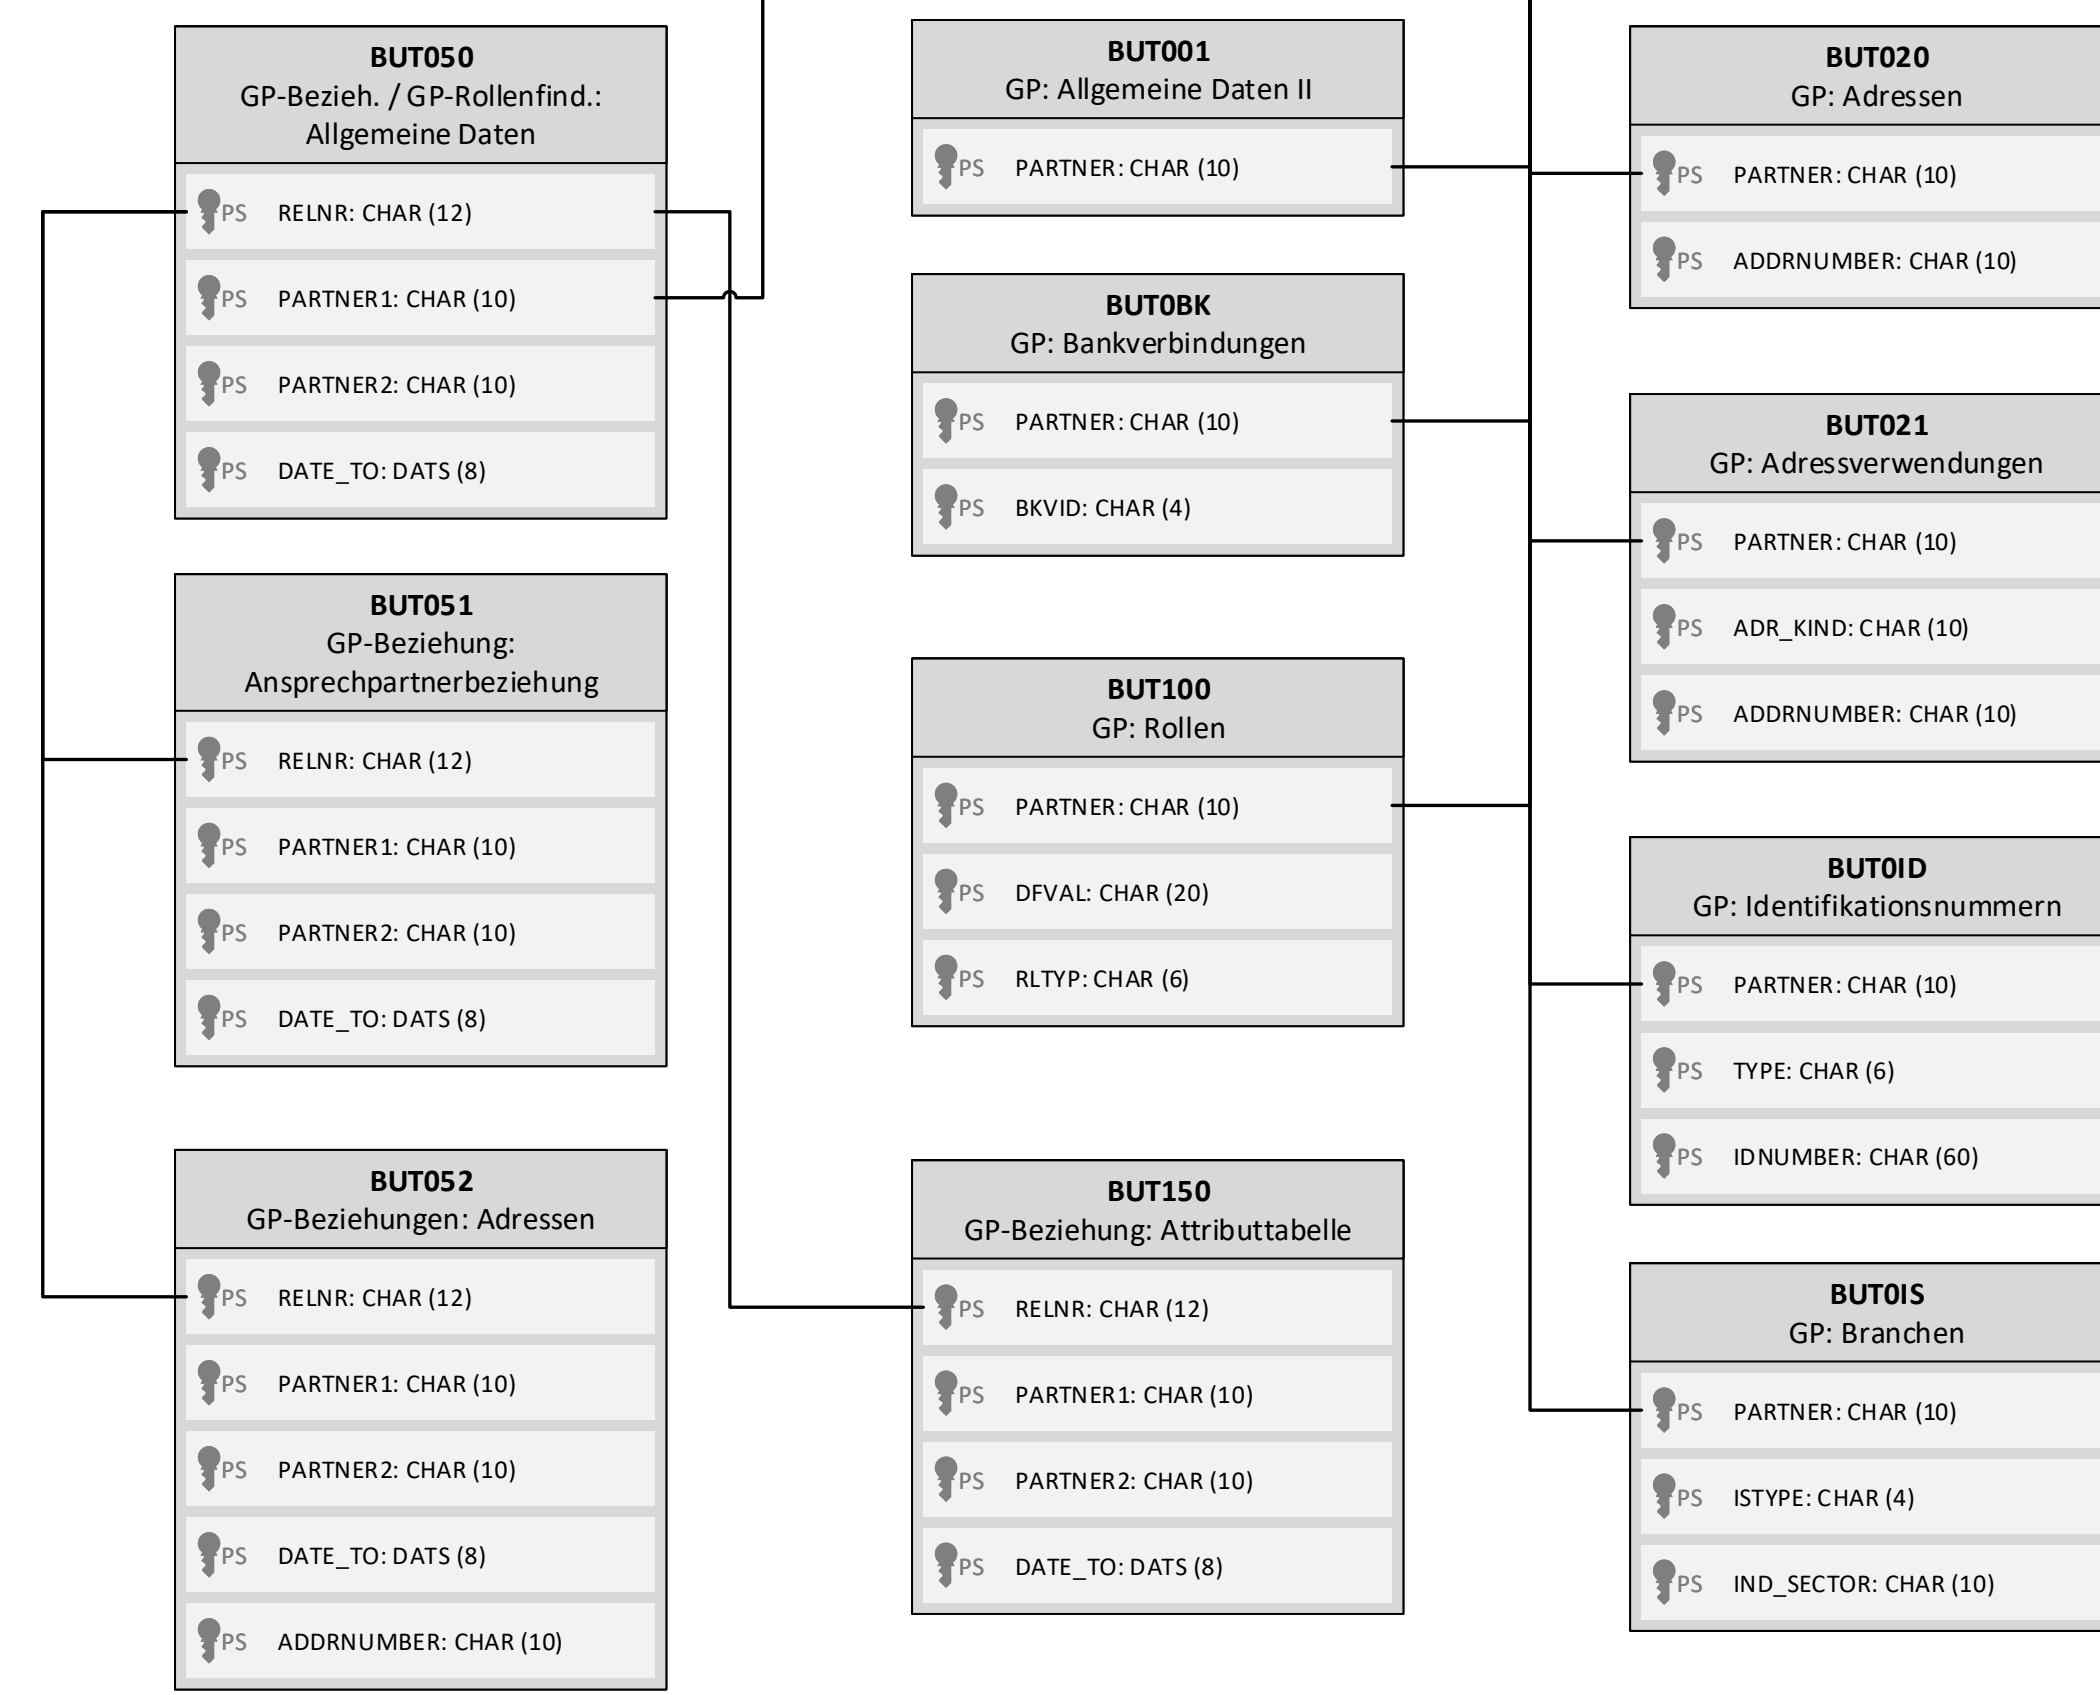 BUT050
GP-Bezieh. / GP-Rollenfind.:
Allgemeine Daten
PS RELNR: CHAR (12)
PS PARTNER1: CHAR (10)
PS PARTNER2: CHAR (10)
PS DATE_TO: DATS (8)
BUT051
GP-Beziehung:
Ansprechpartnerbeziehung
PS RELNR: CHAR (12)
PS PARTNER1: CHAR (10)
PS PARTNER2: CHAR (10)
PS DATE_TO: DATS (8)
BUT052
GP-Beziehungen: Adressen
PS RELNR: CHAR (12)
PS PARTNER1: CHAR (10)
PS PARTNER2: CHAR (10)
PS DATE_TO: DATS (8)
PS ADDRNUMBER: CHAR (10)
BUT001
GP: Allgemeine Daten II
PS PARTNER: CHAR (10)
BUT0BK
GP: Bankverbindungen
PS PARTNER: CHAR (10)
PS BKVID: CHAR (4)
BUT100
GP: Rollen
PS PARTNER: CHAR (10)
PS DFVAL: CHAR (20)
PS RLTYP: CHAR (6)
BUT150
GP-Beziehung: Attributtabelle
PS RELNR: CHAR (12)
PS PARTNER1: CHAR (10)
PS PARTNER2: CHAR (10)
PS DATE_TO: DATS (8)
BUT020
GP: Adressen
PS PARTNER: CHAR (10)
PS ADDRNUMBER: CHAR (10)
BUT021
GP: Adressverwendungen
PS PARTNER: CHAR (10)
PS ADR_KIND: CHAR (10)
PS ADDRNUMBER: CHAR (10)
BUT0ID
GP: Identifikationsnummern
PS PARTNER: CHAR (10)
PS TYPE: CHAR (6)
PS IDNUMBER: CHAR (60)
BUT0IS
GP: Branchen
PS PARTNER: CHAR (10)
PS ISTYPE: CHAR (4)
PS IND_SECTOR: CHAR (10)